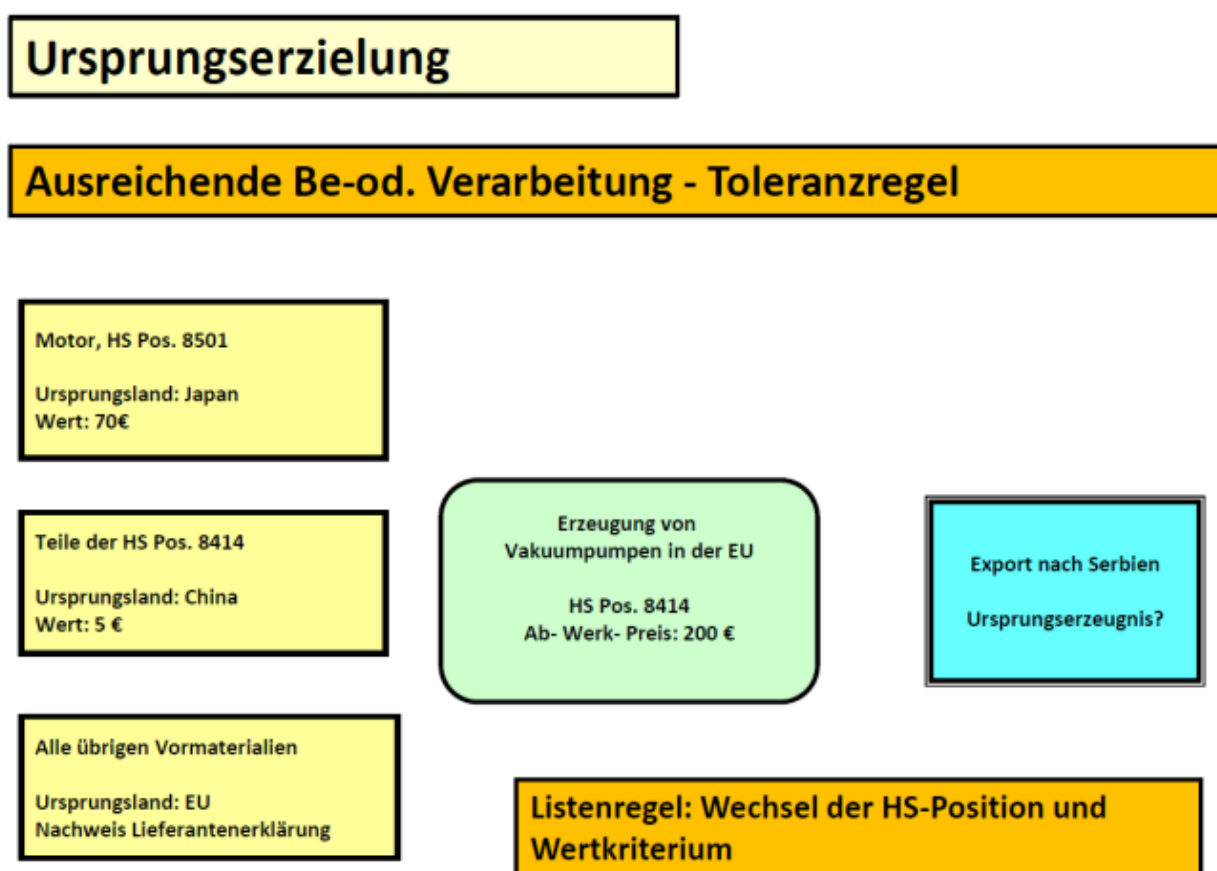 Ursprungserzielung
Ausreichende Be-od. Verarbeitung - Toleranzregel
Motor, HS Pos. 8501
Ursprungsland: Japan
Wert: 70€
Teile der HS Pos. 8414
Ursprungsland: China
Wert: 5 €
Alle übrigen Vormaterialien
Ursprungsland: EU
Nachweis Lieferantenerklärung
Erzeugung von
Vakuumpumpen in der EU
HS Pos. 8414
Ab- Werk- Preis: 200 €
Export nach Serbien
Ursprungserzeugnis?
Listenregel: Wechsel der HS-Position und
Wertkriterium